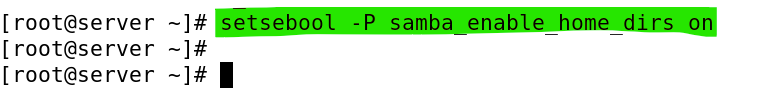 [root@server ~]# setsebool -P samba_enable_home_dirs on
[root@server ~]#
[root@server ~]#